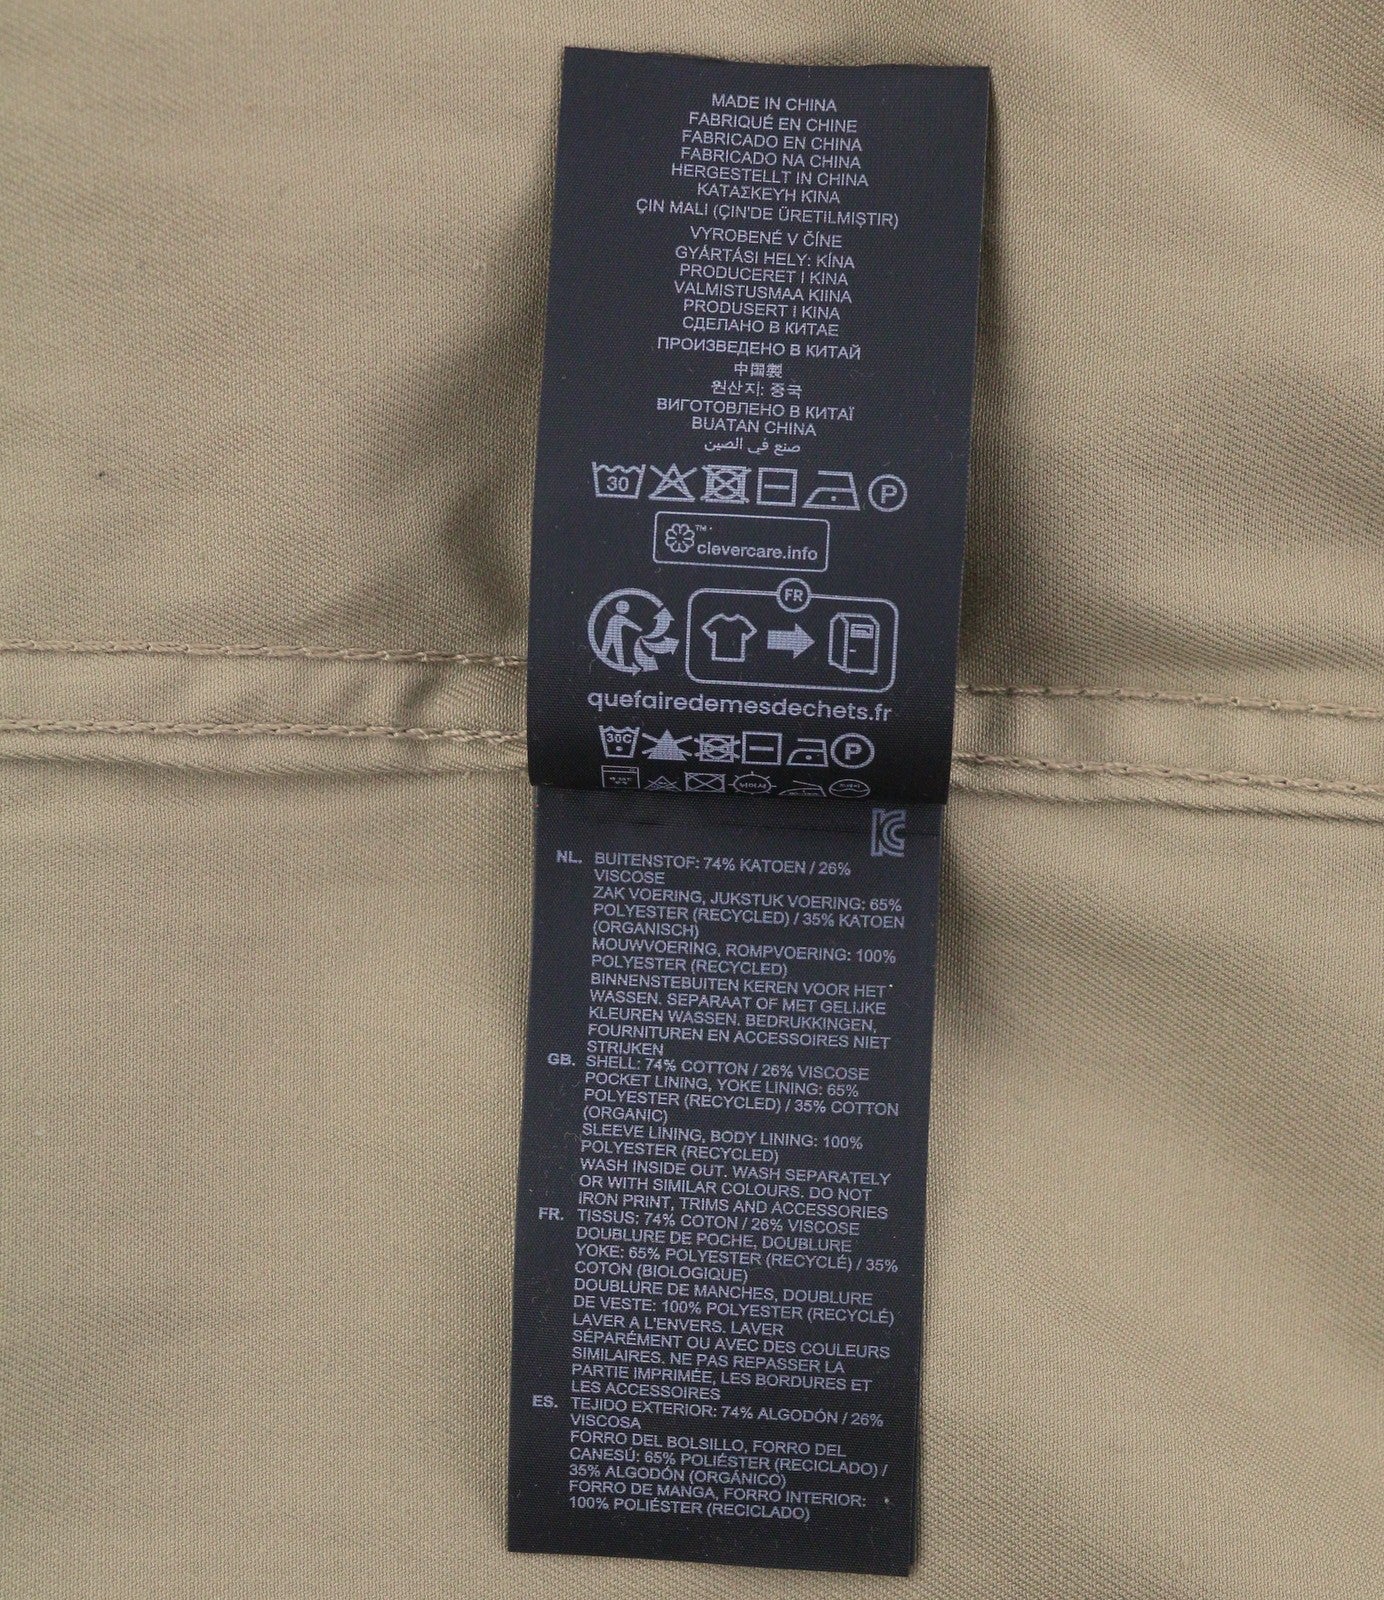 MADE IN CHINA
FABRIQUÉ EN CHINE
FABRICADO EN CHINA
FABRICADO NA CHINA
HERGESTELLT IN CHINA
ΚΑΤΑΣΚΕΥΗ ΚΙΝΑ
ÇIN MALI (ÇIN'DE ÜRETILMIŞTIR)
VYROBENÉ V ČÍNE
GYÁRTÁSI HELY: KÍNA
PRODUCERET I KINA
VALMISTUSMAA KIINA
PRODUSERT I KINA
СДЕЛАНО В КИТАЕ
ПРОИЗВЕДЕНО В КИТАЙ
中国製
원산지: 중국
ВИГОТОВЛЕНО В КИТАЇ
BUATAN CHINA
صنع في الصين
30 P
TM
clevercare.info
FR
quefairedemesdechets.fr
30C P
NL. BUITENSTOF: 74% KATOEN / 26%
VISCOSE
ZAK VOERING, JUKSTUK VOERING: 65%
POLYESTER (RECYCLED) / 35% KATOEN
(ORGANISCH)
MOUWVOERING, ROMPVOERING: 100%
POLYESTER (RECYCLED)
BINNENSTEBUITEN KEREN VOOR HET
WASSEN. SEPARAAT OF MET GELIJKE
KLEUREN WASSEN. BEDRUKKINGEN,
FOURNITUREN EN ACCESSOIRES NIET
STRIJKEN
GB. SHELL: 74% COTTON / 26% VISCOSE
POCKET LINING, YOKE LINING: 65%
POLYESTER (RECYCLED) / 35% COTTON
(ORGANIC)
SLEEVE LINING, BODY LINING: 100%
POLYESTER (RECYCLED)
WASH INSIDE OUT. WASH SEPARATELY
OR WITH SIMILAR COLOURS. DO NOT
IRON PRINT, TRIMS AND ACCESSORIES
FR. TISSUS: 74% COTON / 26% VISCOSE
DOUBLURE DE POCHE, DOUBLURE
YOKE: 65% POLYESTER (RECYCLÉ) / 35%
COTON (BIOLOGIQUE)
DOUBLURE DE MANCHES, DOUBLURE
DE VESTE: 100% POLYESTER (RECYCLÉ)
LAVER A L'ENVERS. LAVER
SÉPARÉMENT OU AVEC DES COULEURS
SIMILAIRES. NE PAS REPASSER LA
PARTIE IMPRIMÉE, LES BORDURES ET
LES ACCESSOIRES
ES. TEJIDO EXTERIOR: 74% ALGODÓN / 26%
VISCOSA
FORRO DEL BOLSILLO, FORRO DEL
CANESÚ: 65% POLIÉSTER (RECICLADO) /
35% ALGODÓN (ORGÁNICO)
FORRO DE MANGA, FORRO INTERIOR:
100% POLIÉSTER (RECICLADO)